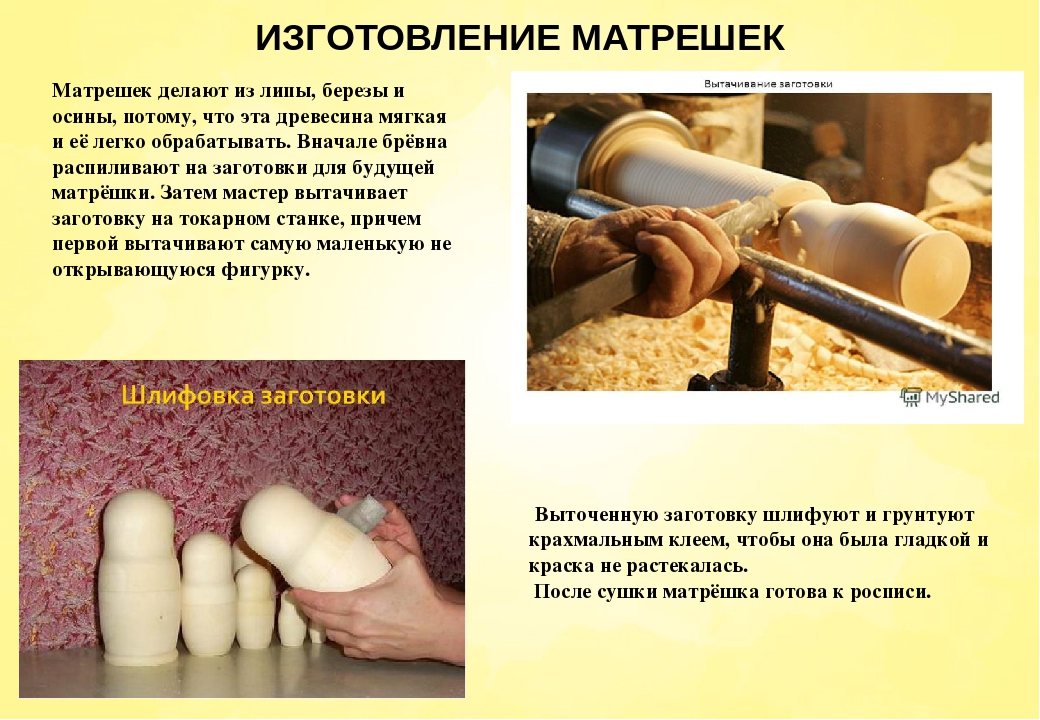 ИЗГОТОВЛЕНИЕ МАТРЕШЕК
Матрешек делают из липы, березы и
осины, потому, что эта древесина мягкая
и её легко обрабатывать. Вначале брёвна
распиливают на заготовки для будущей
матрёшки. Затем мастер вытачивает
заготовку на токарном станке, причем
первой вытачивают самую маленькую не
открывающуюся фигурку.
Вытачивание заготовки
MyShared
Шлифовка заготовки
Выточенную заготовку шлифуют и грунтуют
крахмальным клеем, чтобы она была гладкой и
краска не растекалась.
После сушки матрёшка готова к росписи.